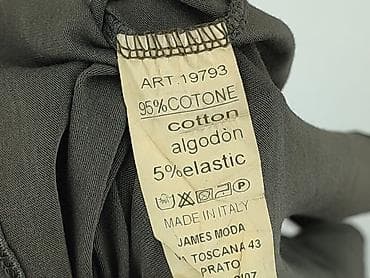 ART.19793
95%COTONE
cotton
algodòn
5%elastic
MADE IN ITALY
JAMES MODA
TOSCANA 43
PRATO